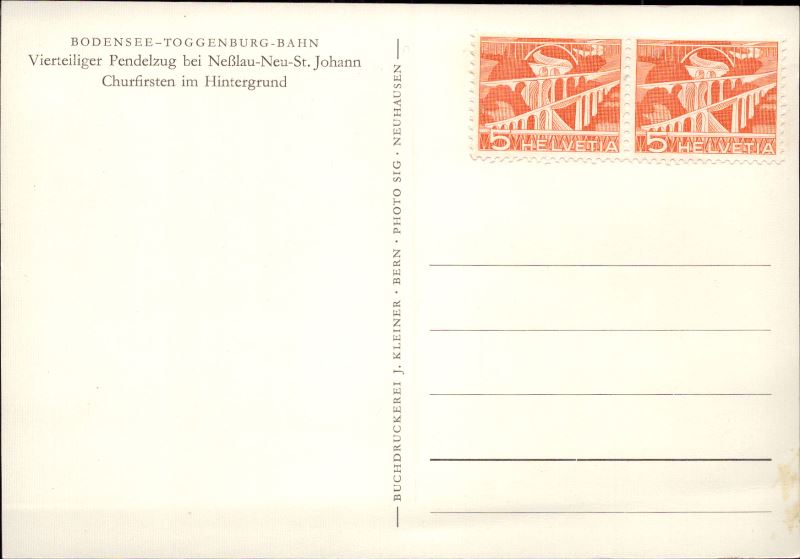 BODENSEE–TOGGENBURG-BAHN
Vierteiliger Pendelzug bei Neßlau-Neu-St. Johann
Churfirsten im Hintergrund
BUCHDRUCKEREI J. KLEINER · BERN · PHOTO SIG · NEUHAUSEN
5 HELVETIA
5 HELVETIA